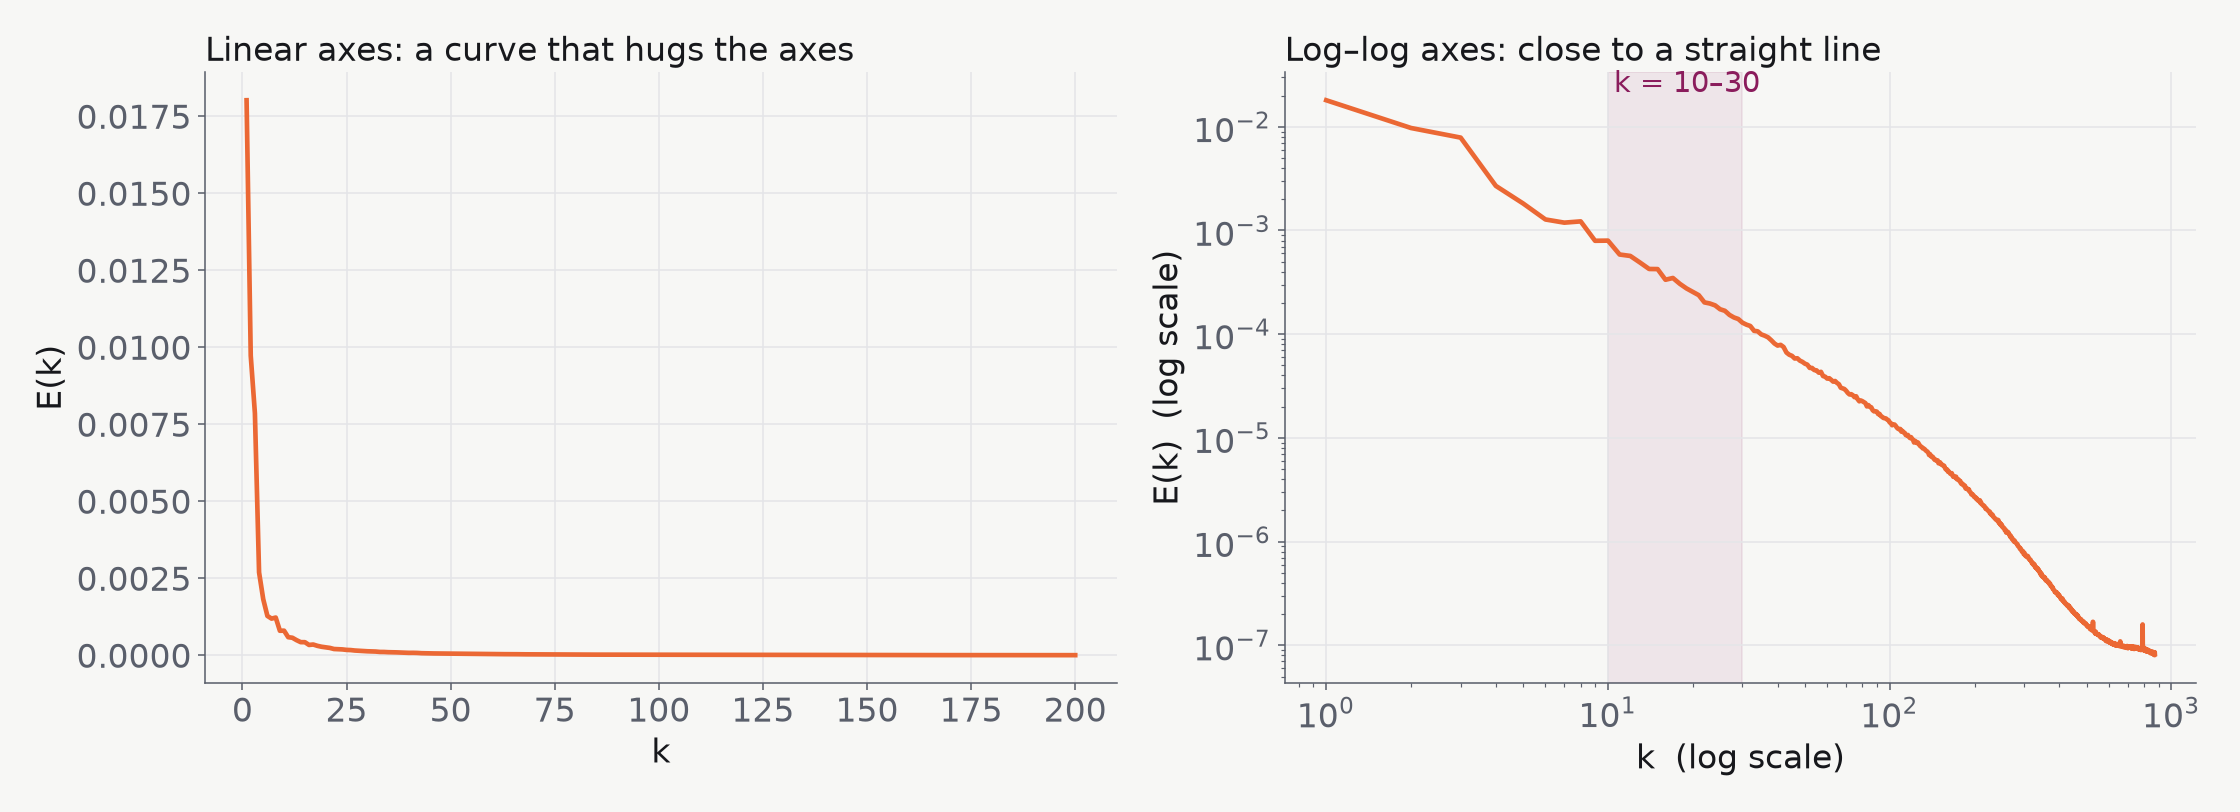 Linear axes: a curve that hugs the axes
E(k)
0.0175
0.0150
0.0125
0.0100
0.0075
0.0050
0.0025
0.0000
0 25 50 75 100 125 150 175 200
k
Log–log axes: close to a straight line
k = 10–30
E(k) (log scale)
10⁻²
10⁻³
10⁻⁴
10⁻⁵
10⁻⁶
10⁻⁷
10⁰ 10¹ 10² 10³
k (log scale)